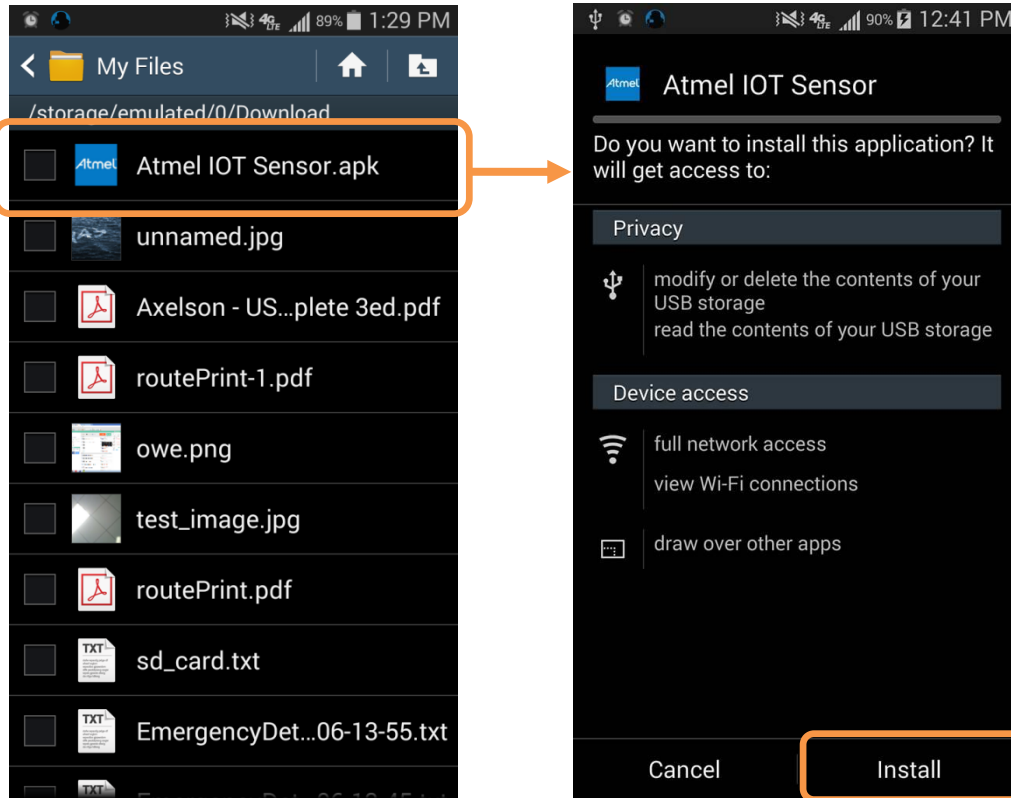 89% 1:29 PM
My Files
/storage/emulated/0/Download
Atmel Atmel IOT Sensor.apk
unnamed.jpg
Axelson - US...plete 3ed.pdf
routePrint-1.pdf
owe.png
test_image.jpg
routePrint.pdf
TXT sd_card.txt
TXT EmergencyDet...06-13-55.txt
TXT
4G LTE 90% 12:41 PM
Atmel Atmel IOT Sensor
Do you want to install this application? It
will get access to:
Privacy
modify or delete the contents of your
USB storage
read the contents of your USB storage
Device access
full network access
view Wi-Fi connections
draw over other apps
Cancel Install